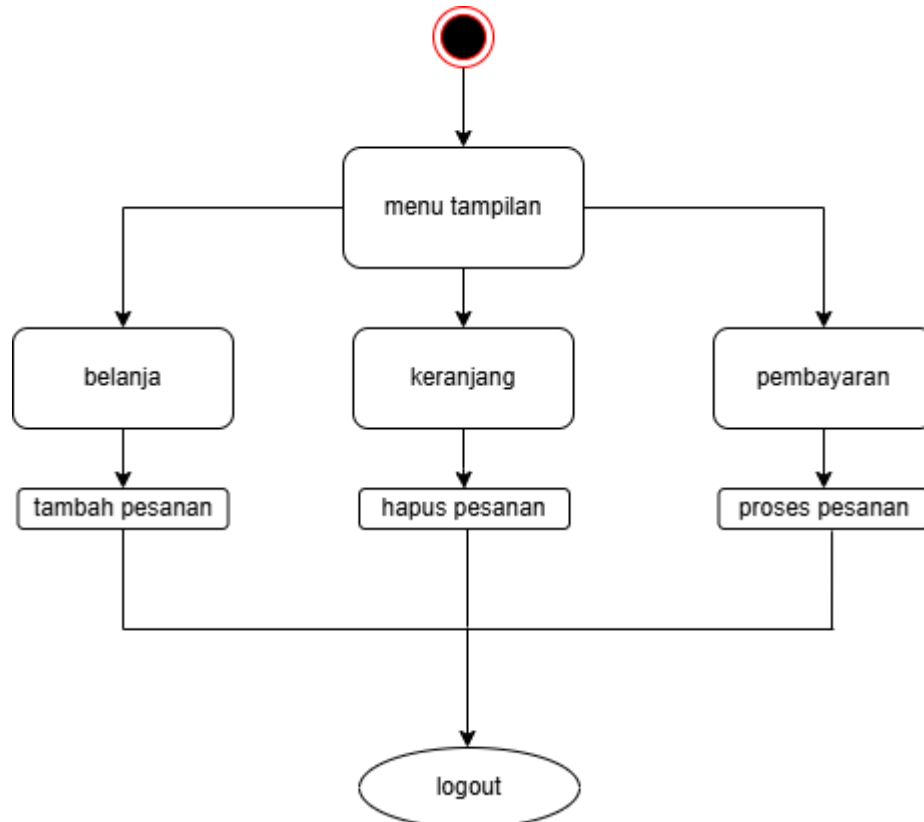 menu tampilan
belanja
keranjang
pembayaran
tambah pesanan
hapus pesanan
proses pesanan
logout